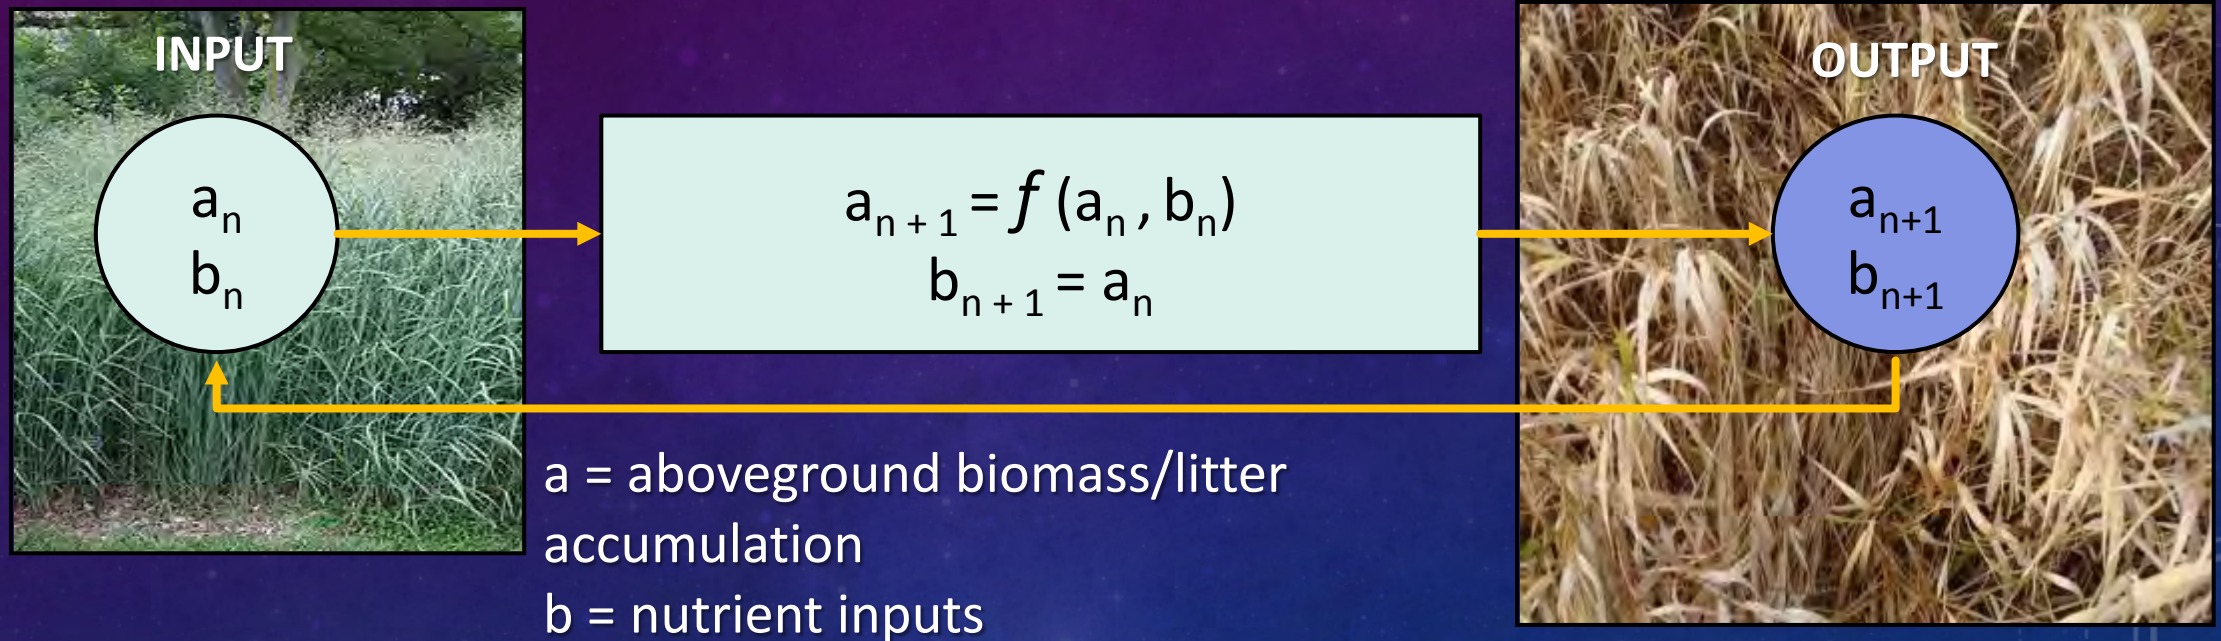 INPUT
aₙ
bₙ
aₙ ₊ ₁ = f (aₙ , bₙ)
bₙ ₊ ₁ = aₙ
OUTPUT
aₙ₊₁
bₙ₊₁
a = aboveground biomass/litter
accumulation
b = nutrient inputs